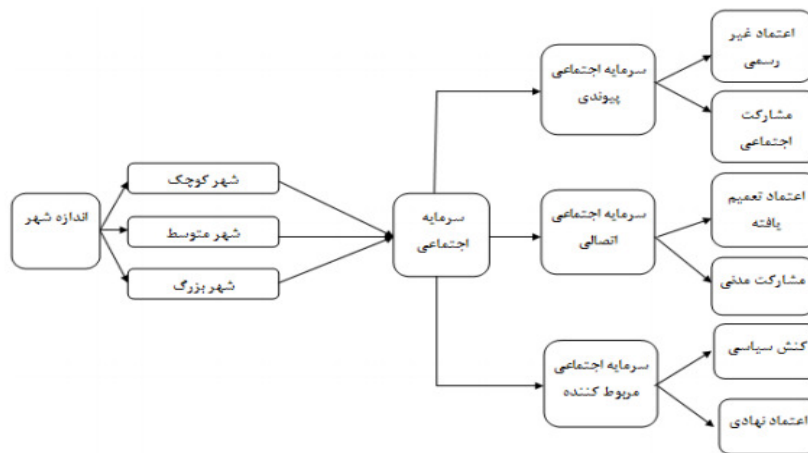 اندازه شهر
شهر کوچک
شهر متوسط
شهر بزرگ
سرمایه
اجتماعی
سرمایه اجتماعی
پیوندی
اعتماد غیر
رسمی
مشارکت
اجتماعی
سرمایه اجتماعی
اتصالی
اعتماد تعمیم
یافته
مشارکت مدنی
سرمایه اجتماعی
مربوط کننده
کنش سیاسی
اعتماد نهادی